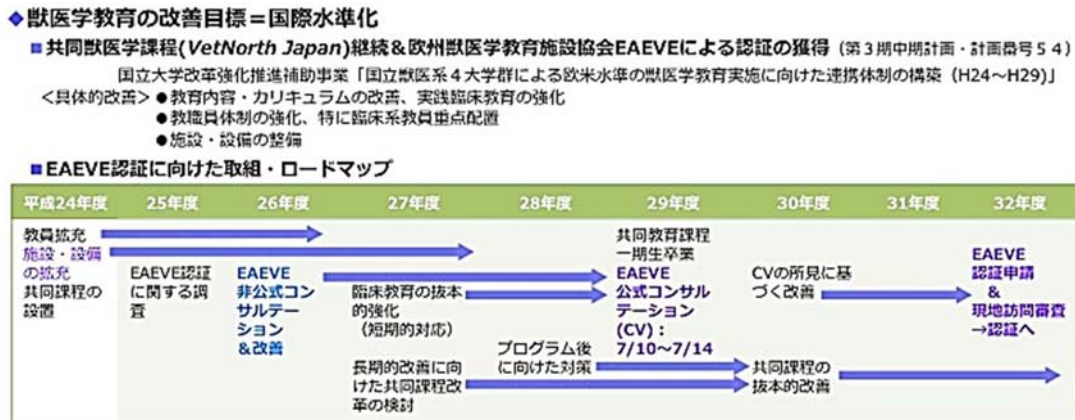 ◆獣医学教育の改善目標＝国際水準化
■共同獣医学課程(VetNorth Japan)継続＆欧州獣医学教育施設協会EAEVEによる認証の獲得（第３期中期計画・計画番号５４）
国立大学改革強化推進補助事業「国立獣医系４大学群による欧米水準の獣医学教育実施に向けた連携体制の構築（H24～H29)」
＜具体的改善＞ ●教育内容・カリキュラムの改善、実践臨床教育の強化
●教職員体制の強化、特に臨床系教員重点配置
●施設・設備の整備
■EAEVE認証に向けた取組・ロードマップ
平成24年度 25年度 26年度 27年度 28年度 29年度 30年度 31年度 32年度
教員拡充
施設・設備
の拡充
共同課程の
設置
EAEVE認証
に関する調
査
EAEVE
非公式コン
サルテー
ション
＆改善
臨床教育の抜本
的強化
（短期的対応）
長期的改善に向
けた共同課程改
革の検討
プログラム後
に向けた対策
共同教育課程
一期生卒業
EAEVE
公式コンサル
テーション
(CV)：
7/10～7/14
CVの所見に基
づく改善
共同課程の
抜本的改善
EAEVE
認証申請
＆
現地訪問審査
→認証へ